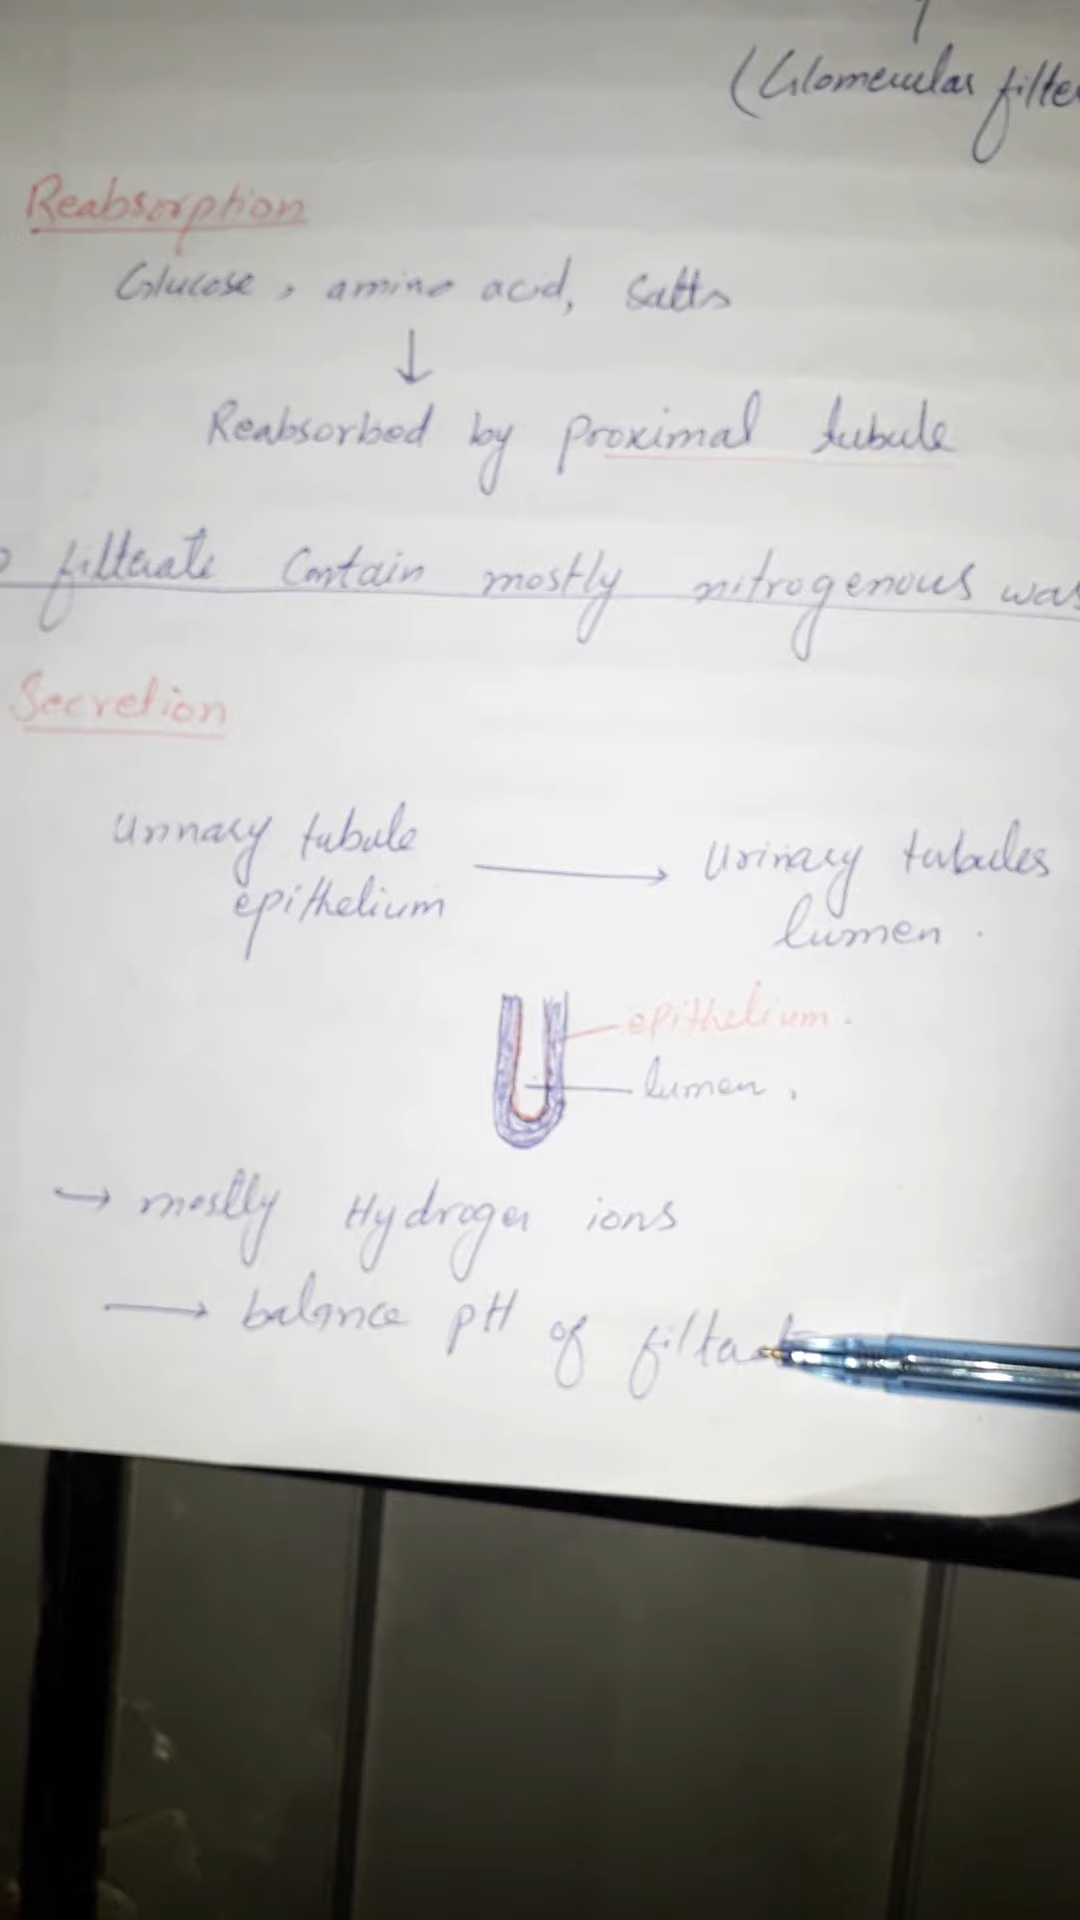 (Glomerular filte
Reabsorption
Glucose, amino acid, Salts
↓
Reabsorbed by proximal tubule
filtrate Contain mostly nitrogenous was
Secretion
Urinary tubule epithelium → Urinary tubules lumen.
epithelium.
lumen,
→ mostly Hydrogen ions
→ balance pH of filtrat